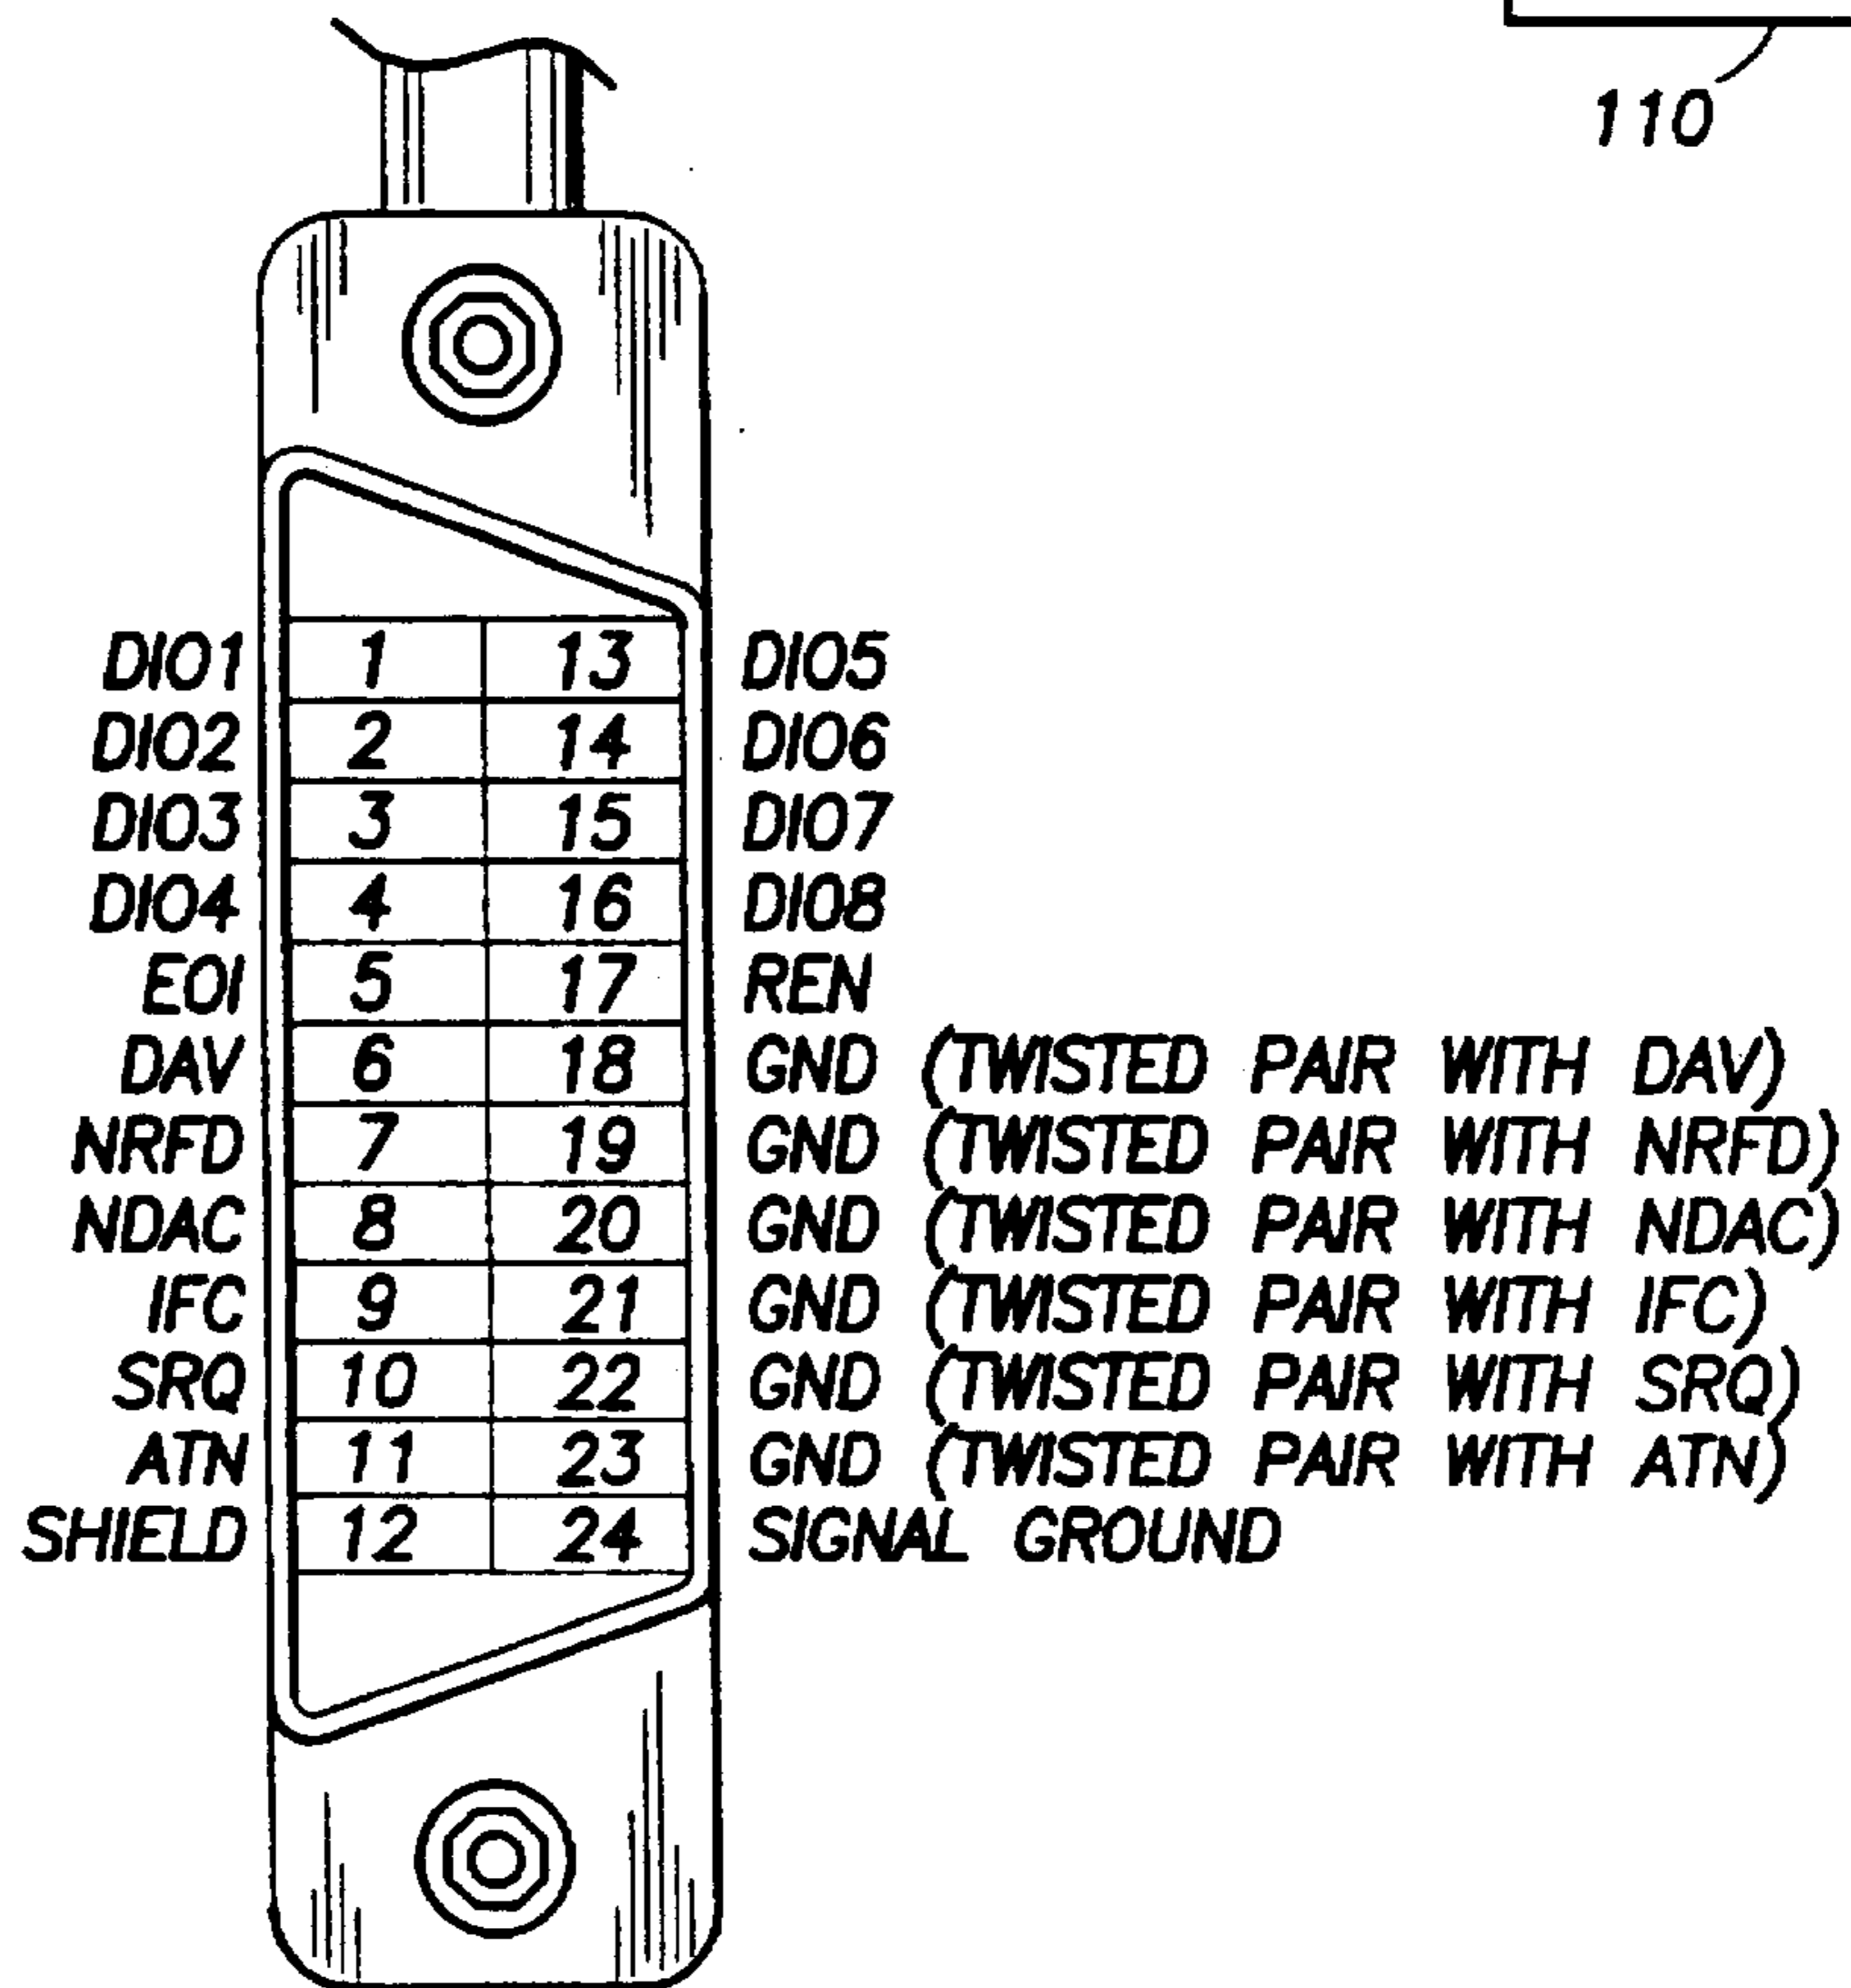 110
DIO1 1 13 DIO5
DIO2 2 14 DIO6
DIO3 3 15 DIO7
DIO4 4 16 DIO8
EOI 5 17 REN
DAV 6 18 GND (TWISTED PAIR WITH DAV)
NRFD 7 19 GND (TWISTED PAIR WITH NRFD)
NDAC 8 20 GND (TWISTED PAIR WITH NDAC)
IFC 9 21 GND (TWISTED PAIR WITH IFC)
SRQ 10 22 GND (TWISTED PAIR WITH SRQ)
ATN 11 23 GND (TWISTED PAIR WITH ATN)
SHIELD 12 24 SIGNAL GROUND